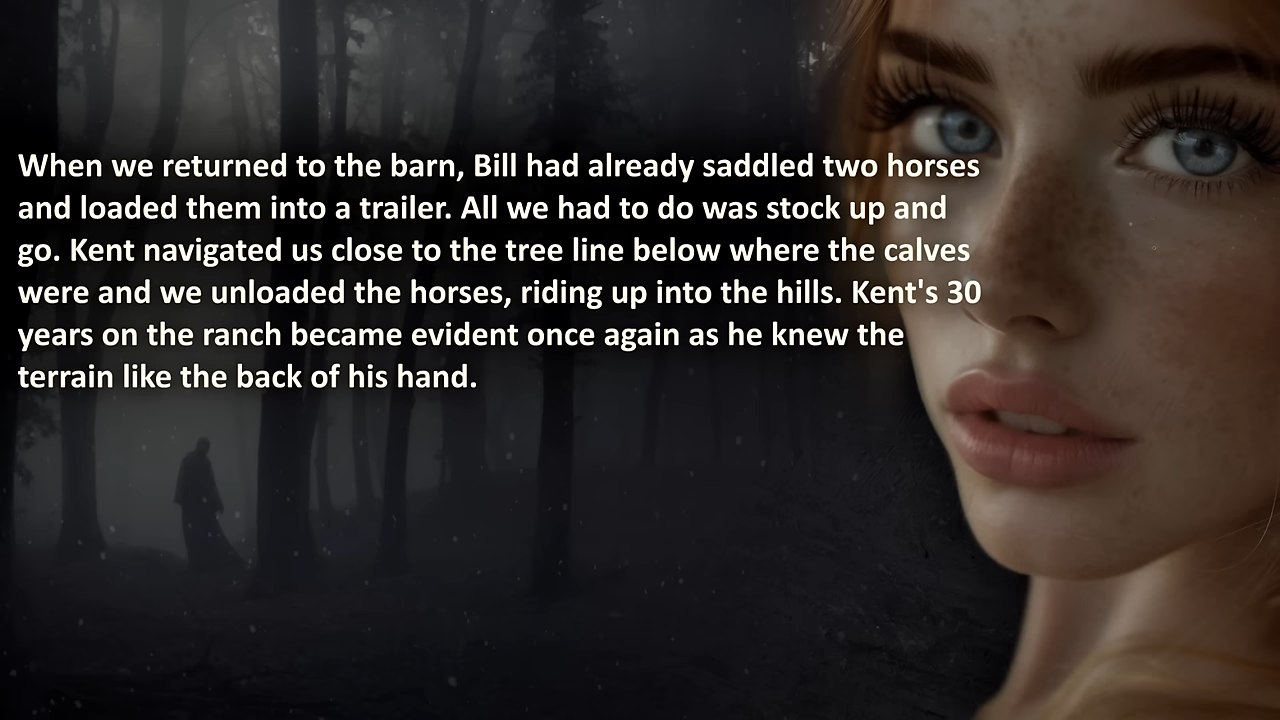 When we returned to the barn, Bill had already saddled two horses
and loaded them into a trailer. All we had to do was stock up and
go. Kent navigated us close to the tree line below where the calves
were and we unloaded the horses, riding up into the hills. Kent's 30
years on the ranch became evident once again as he knew the
terrain like the back of his hand.